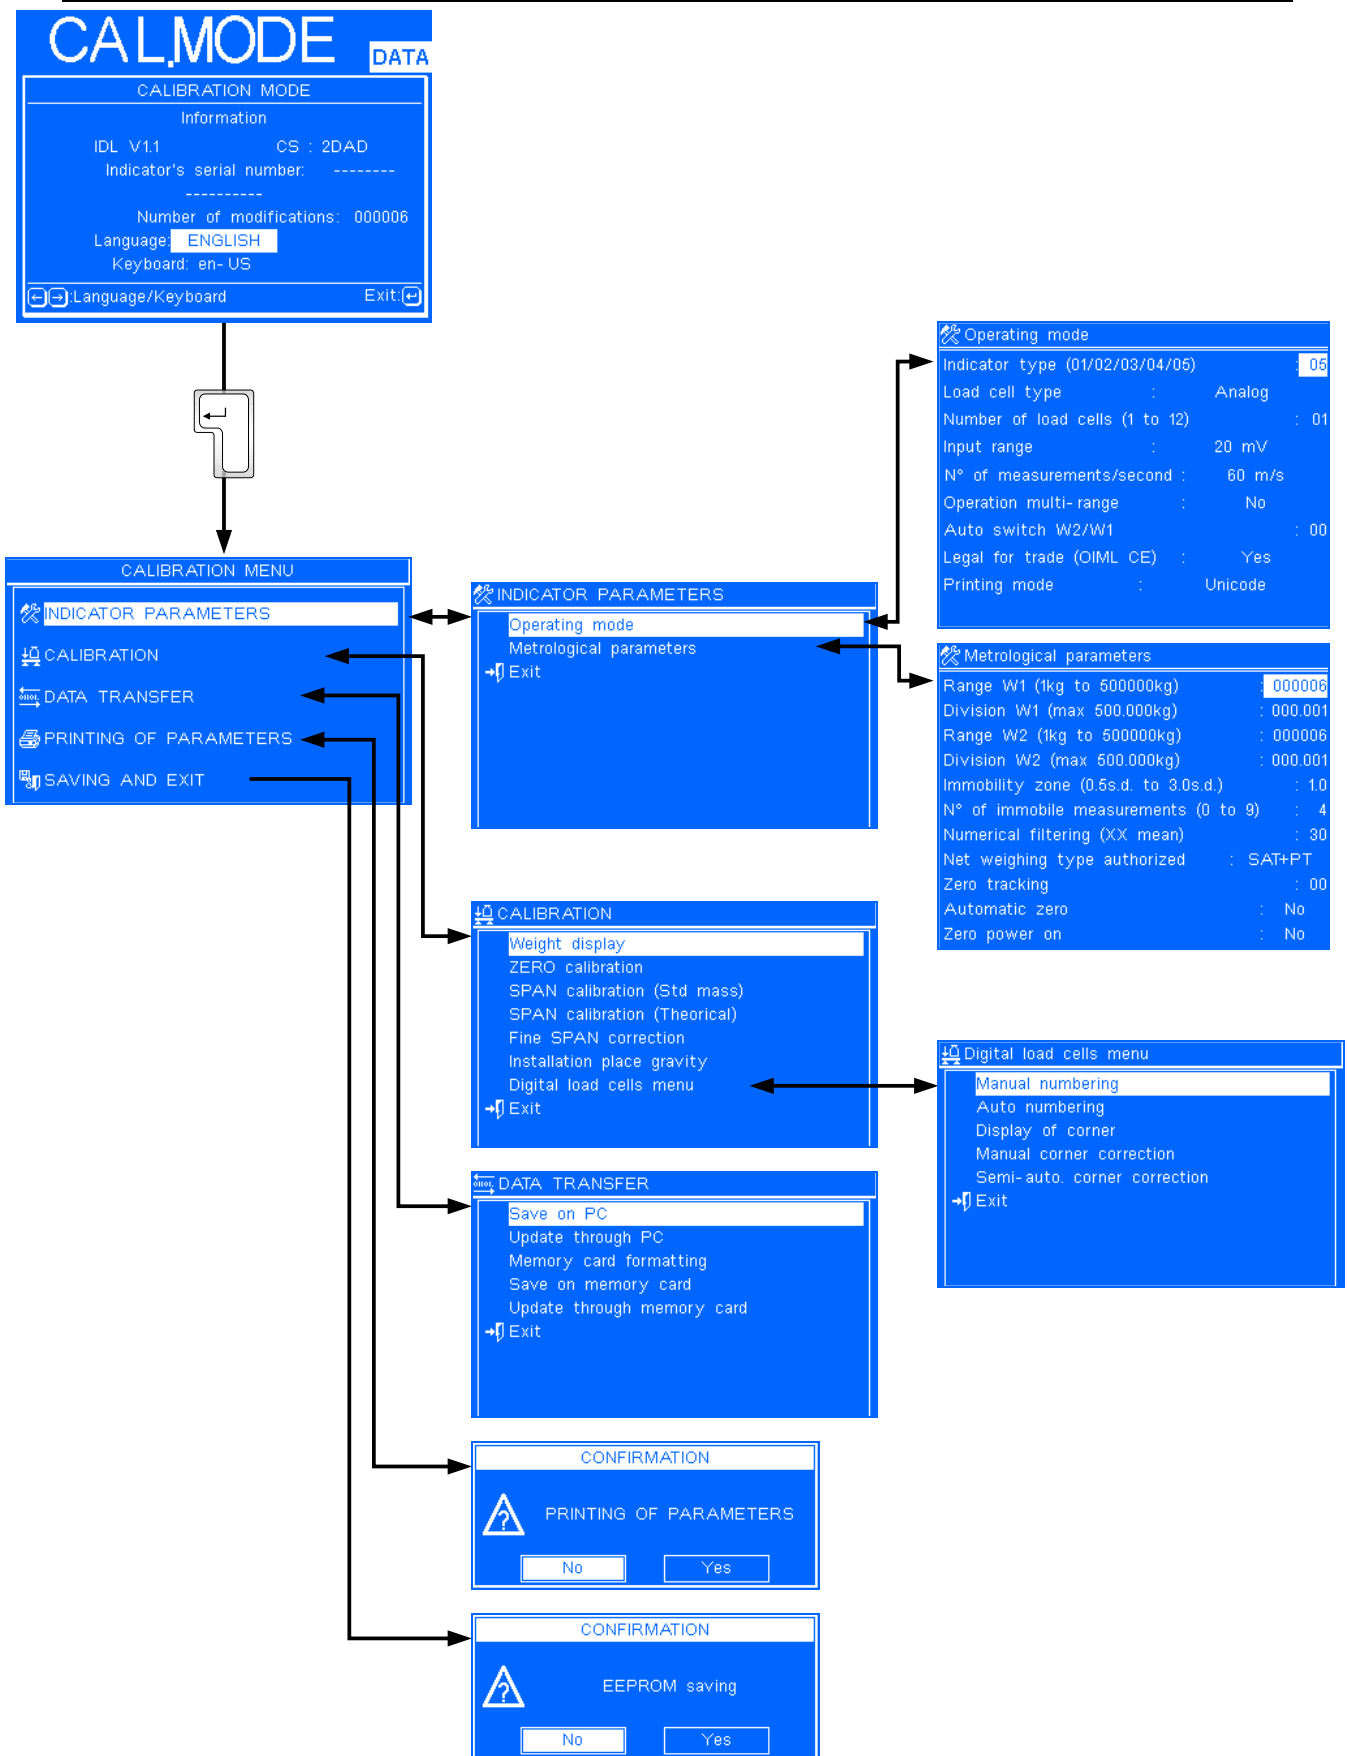 CAL.MODE
DATA
CALIBRATION MODE
Information
IDL V1.1 CS : 2DAD
Indicator's serial number: --------
----------
Number of modifications: 000006
Language: ENGLISH
Keyboard: en-US
:Language/Keyboard Exit:
CALIBRATION MENU
INDICATOR PARAMETERS
CALIBRATION
DATA TRANSFER
PRINTING OF PARAMETERS
SAVING AND EXIT
INDICATOR PARAMETERS
Operating mode
Metrological parameters
Exit
Operating mode
Indicator type (01/02/03/04/05) : 05
Load cell type : Analog
Number of load cells (1 to 12) : 01
Input range : 20 mV
N° of measurements/second : 60 m/s
Operation multi-range : No
Auto switch W2/W1 : 00
Legal for trade (OIML CE) : Yes
Printing mode : Unicode
Metrological parameters
Range W1 (1kg to 500000kg) : 000006
Division W1 (max 500.000kg) : 000.001
Range W2 (1kg to 500000kg) : 000006
Division W2 (max 500.000kg) : 000.001
Immobility zone (0.5s.d. to 3.0s.d.) : 1.0
N° of immobile measurements (0 to 9) : 4
Numerical filtering (XX mean) : 30
Net weighing type authorized : SAT+PT
Zero tracking : 00
Automatic zero : No
Zero power on : No
CALIBRATION
Weight display
ZERO calibration
SPAN calibration (Std mass)
SPAN calibration (Theorical)
Fine SPAN correction
Installation place gravity
Digital load cells menu
Exit
Digital load cells menu
Manual numbering
Auto numbering
Display of corner
Manual corner correction
Semi-auto. corner correction
Exit
DATA TRANSFER
Save on PC
Update through PC
Memory card formatting
Save on memory card
Update through memory card
Exit
CONFIRMATION
PRINTING OF PARAMETERS
No Yes
CONFIRMATION
EEPROM saving
No Yes